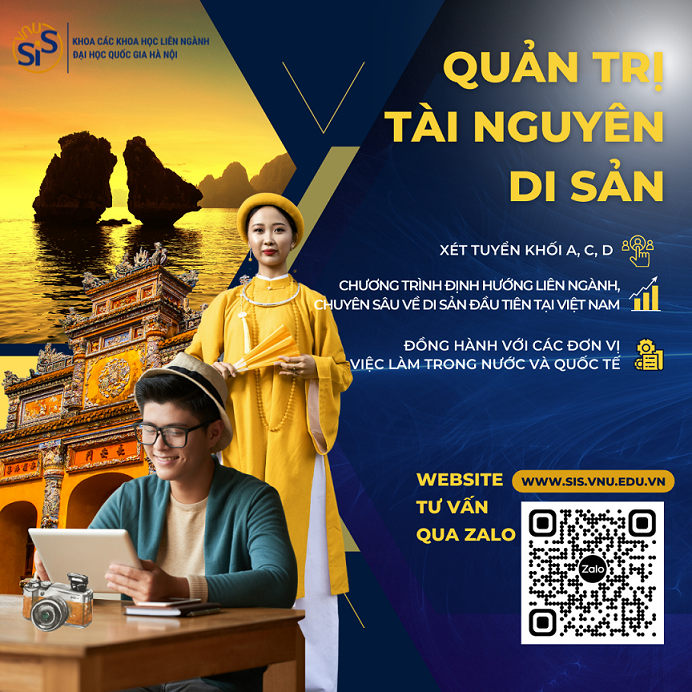 SIS
VNU
KHOA CÁC KHOA HỌC LIÊN NGÀNH
ĐẠI HỌC QUỐC GIA HÀ NỘI
QUẢN TRỊ
TÀI NGUYÊN
DI SẢN
XÉT TUYỂN KHỐI A, C, D
CHƯƠNG TRÌNH ĐỊNH HƯỚNG LIÊN NGÀNH,
CHUYÊN SÂU VỀ DI SẢN ĐẦU TIÊN TẠI VIỆT NAM
ĐỒNG HÀNH VỚI CÁC ĐƠN VỊ
VIỆC LÀM TRONG NƯỚC VÀ QUỐC TẾ
WEBSITE
WWW.SIS.VNU.EDU.VN
TƯ VẤN
QUA ZALO
Zalo